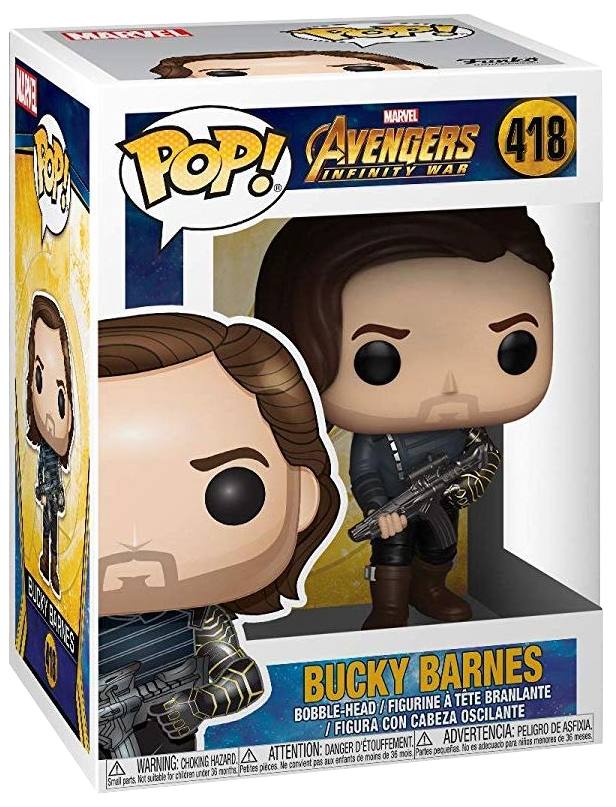 MARVEL
Funko
MARVEL
POP!
POP!
MARVEL
AVENGERS
INFINITY WAR
418
BUCKY BARNES
418
BUCKY BARNES
BOBBLE-HEAD / FIGURINE À TÊTE BRANLANTE
/ FIGURA CON CABEZA OSCILANTE
WARNING: CHOKING HAZARD.
Small parts. Not suitable for children under 36 months.
ATTENTION: DANGER D'ÉTOUFFEMENT.
Petites pièces. Ne convient pas aux enfants de moins de 36 mois.
ADVERTENCIA: PELIGRO DE ASFIXIA.
Partes pequeñas. No es adecuado para niños menores de 36 meses.